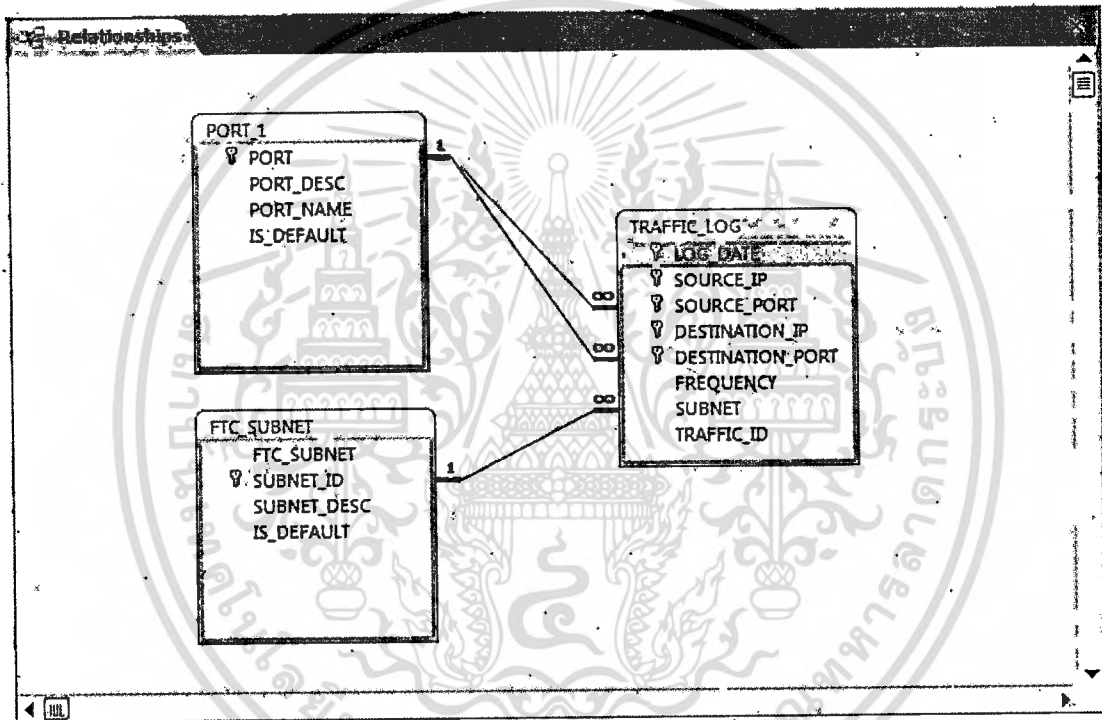 Relationships
PORT_1
PORT
PORT_DESC
PORT_NAME
IS_DEFAULT
1
TRAFFIC_LOG
LOG_DATE
SOURCE_IP
∞ SOURCE_PORT
DESTINATION_IP
∞ DESTINATION_PORT
FREQUENCY
∞ SUBNET
TRAFFIC_ID
FTC_SUBNET
FTC_SUBNET
1
SUBNET_ID
SUBNET_DESC
IS_DEFAULT